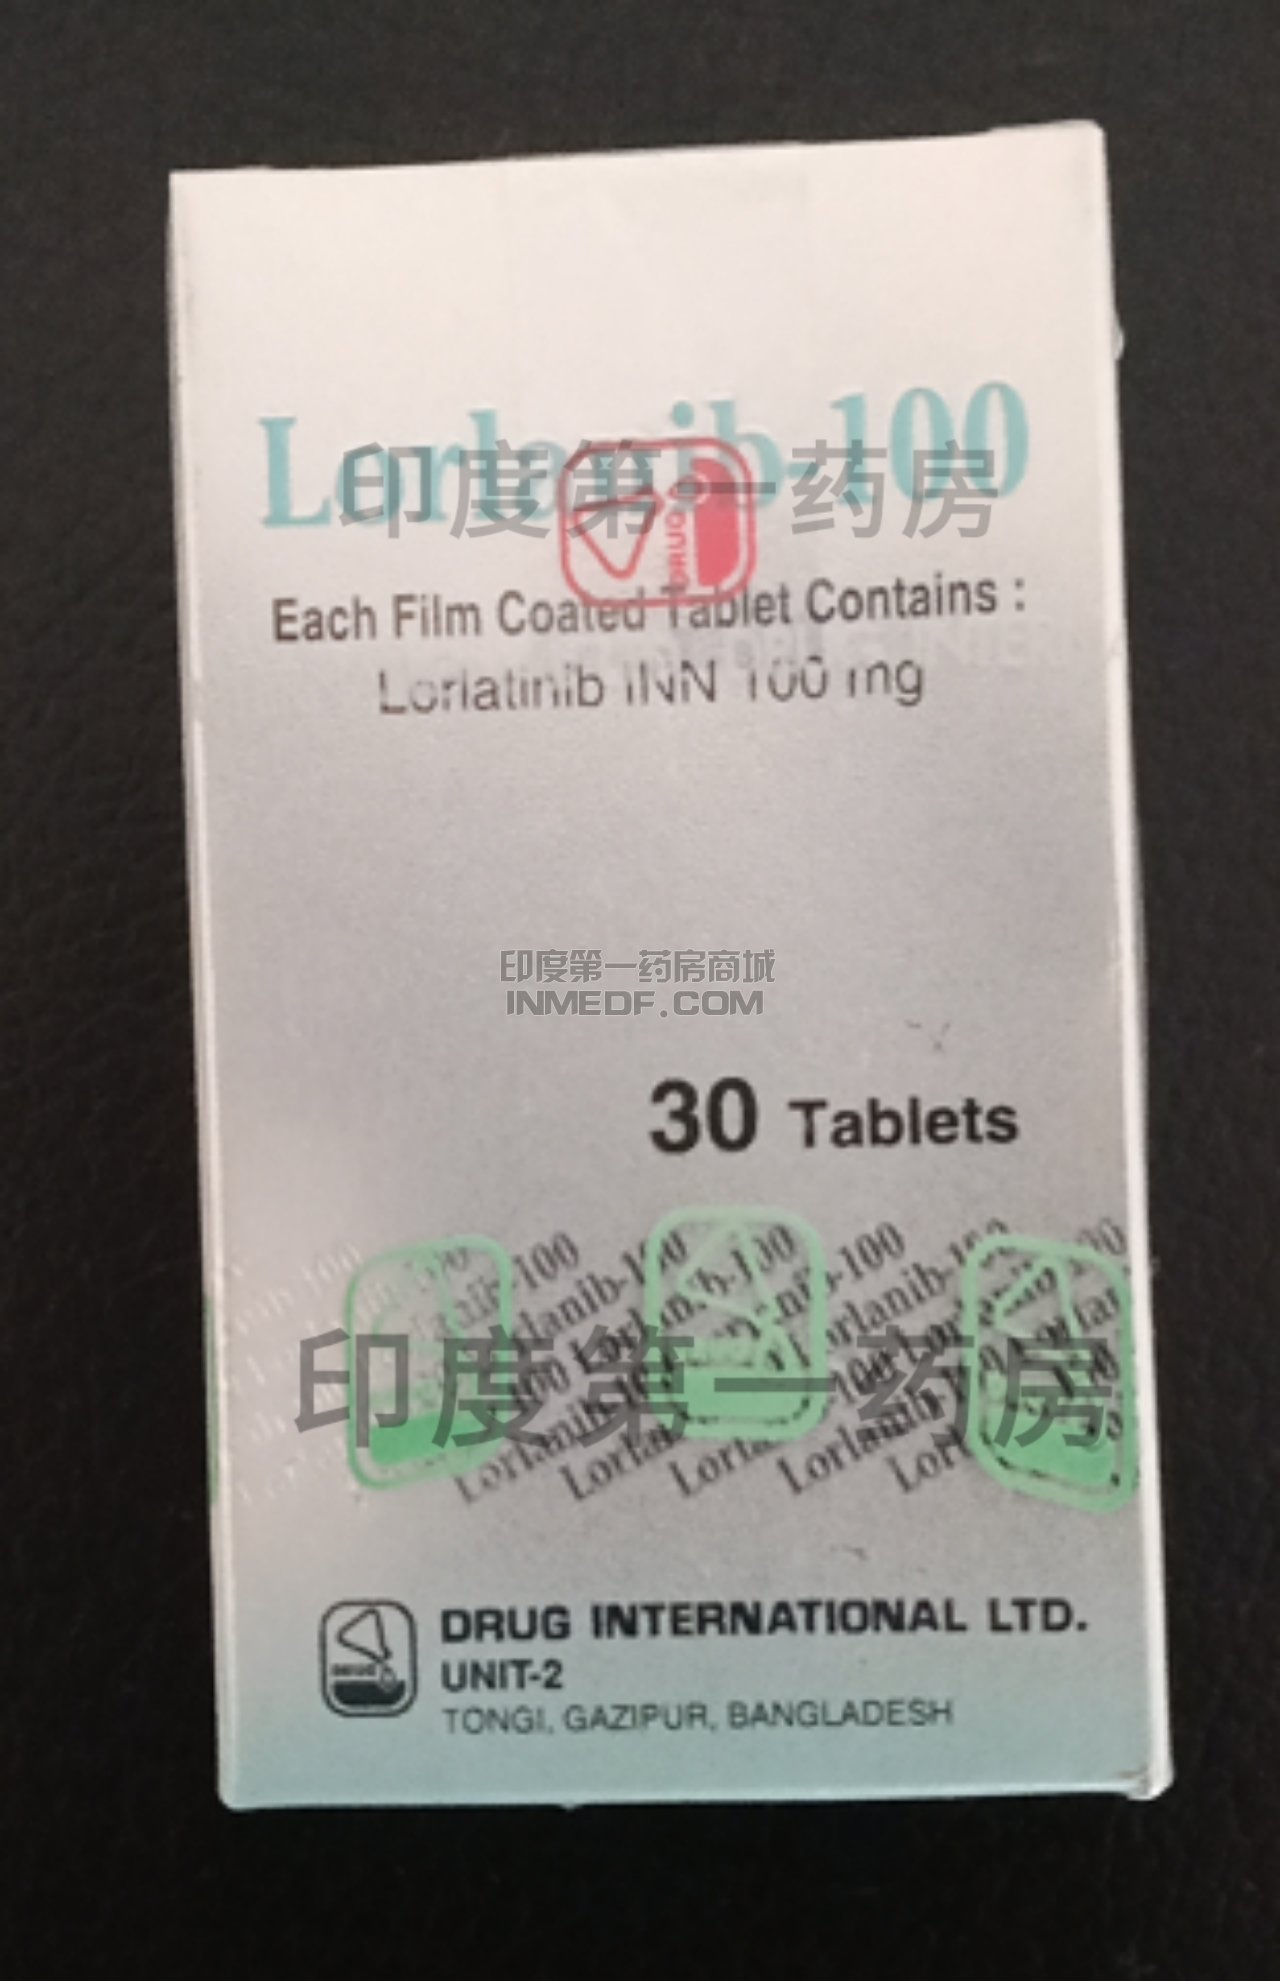 Lorlanib-100
印度第一药房
DRUG
Each Film Coated Tablet Contains :
Lorlatinib INN 100 mg
印度第一药房商城
INMEDF.COM
30 Tablets
印度第一药房
DRUG INTERNATIONAL LTD.
UNIT-2
TONGI, GAZIPUR, BANGLADESH